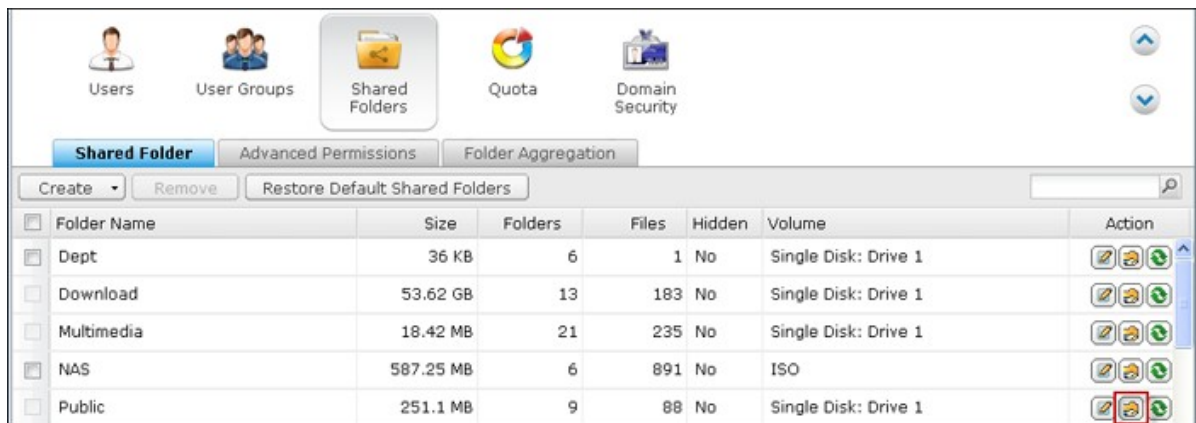 Users
User Groups
Shared
Folders
Quota
Domain
Security
Shared Folder Advanced Permissions Folder Aggregation
Create Remove Restore Default Shared Folders
Folder Name Size Folders Files Hidden Volume Action
Dept 36 KB 6 1 No Single Disk: Drive 1
Download 53.62 GB 13 183 No Single Disk: Drive 1
Multimedia 18.42 MB 21 235 No Single Disk: Drive 1
NAS 587.25 MB 6 891 No ISO
Public 251.1 MB 9 88 No Single Disk: Drive 1